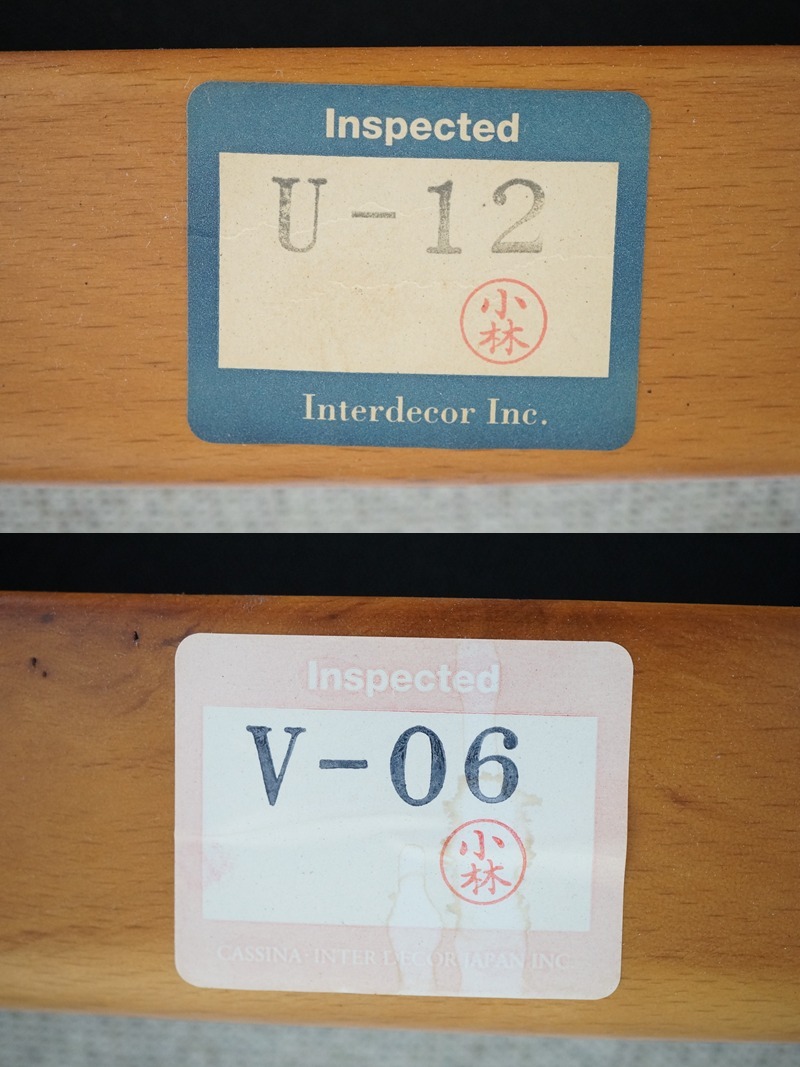 Inspected
U-12
小
林
Interdecor Inc.
Inspected
V-06
小
林
CASSINA·INTER DECOR JAPAN INC.